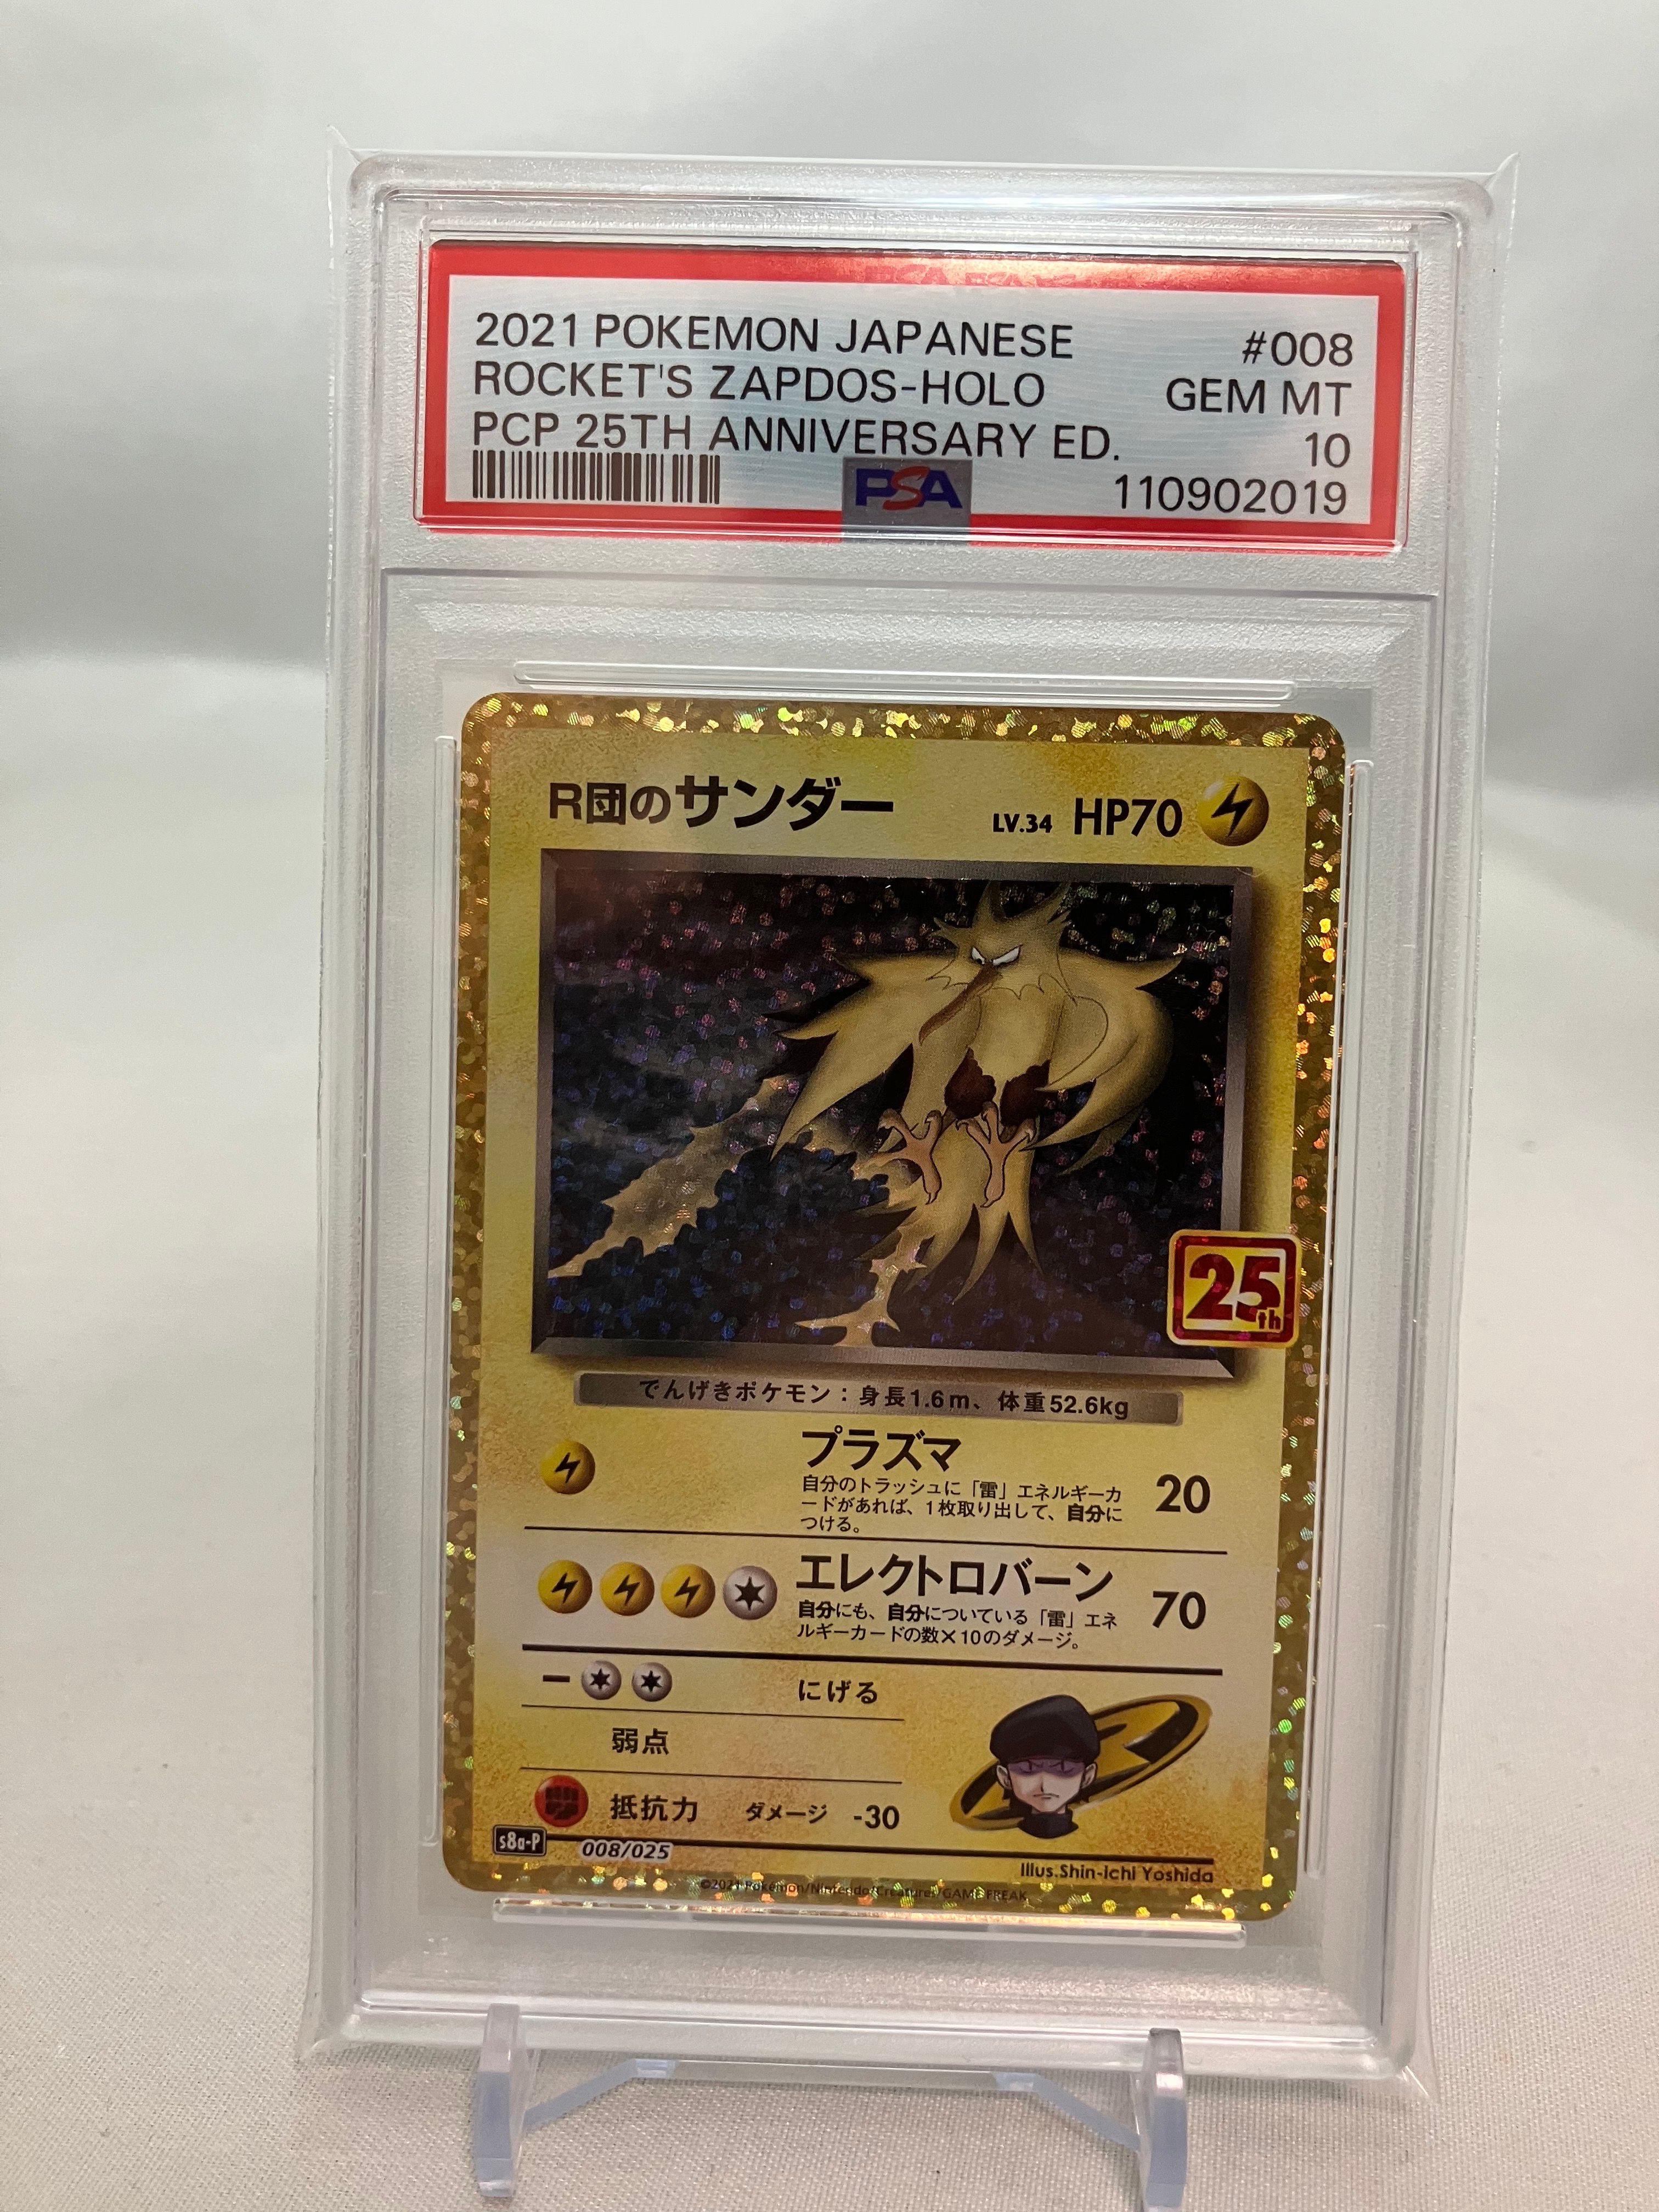 2021 POKEMON JAPANESE #008
ROCKET'S ZAPDOS-HOLO GEM MT
PCP 25TH ANNIVERSARY ED. 10
PSA 110902019
R団のサンダー LV.34 HP70
25th
でんげきポケモン：身長1.6m、体重52.6kg
プラズマ 20
自分のトラッシュに「雷」エネルギーカ
ードがあれば、1枚取り出して、自分に
つける。
エレクトロバーン 70
自分にも、自分についている「雷」エネ
ルギーカードの数×10のダメージ。
− にげる
弱点
抵抗力 ダメージ -30
s8a-P 008/025
Illus.Shin-Ichi Yoshida
©2021 Pokémon/Nintendo/Creatures/GAME FREAK